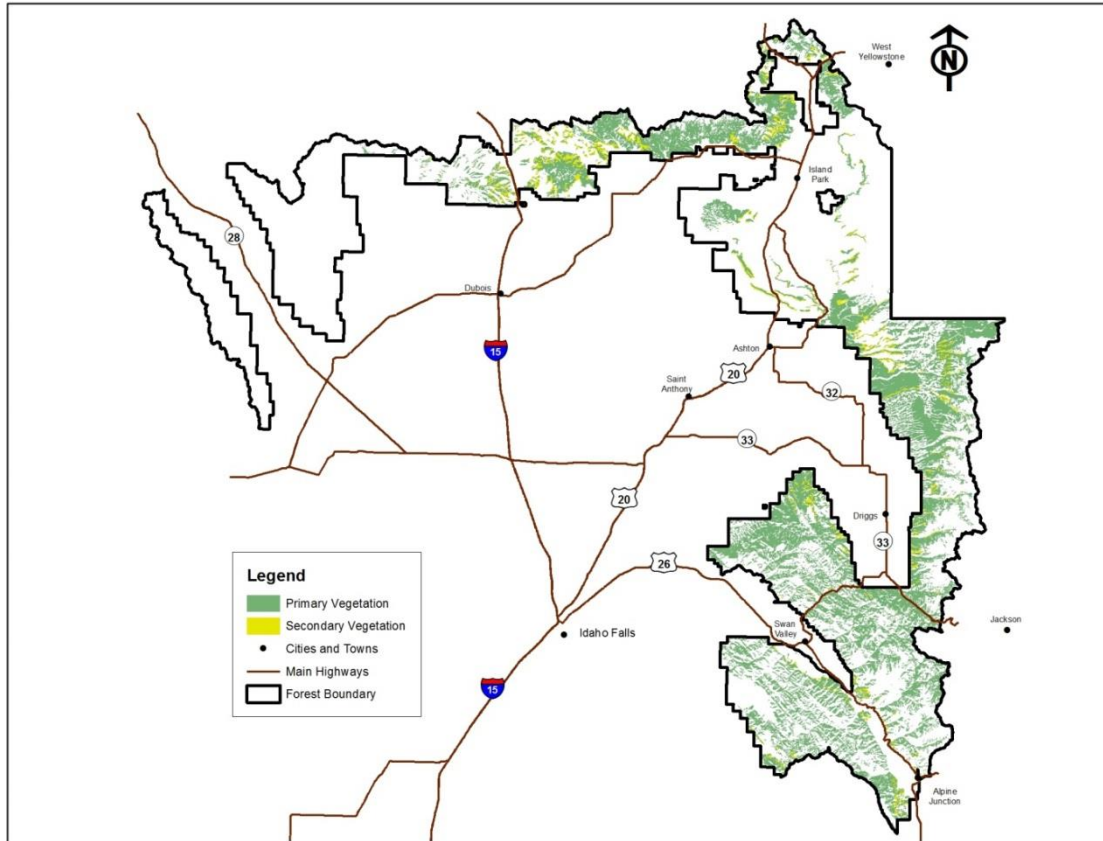 West
Yellowstone
N
Island
Park
28
Dubois
15
Ashton
20
Saint
Anthony
32
33
20
Driggs
33
26
Legend
Primary Vegetation
Secondary Vegetation
Cities and Towns
Main Highways
Forest Boundary
Idaho Falls
Swan
Valley
Jackson
15
Alpine
Junction